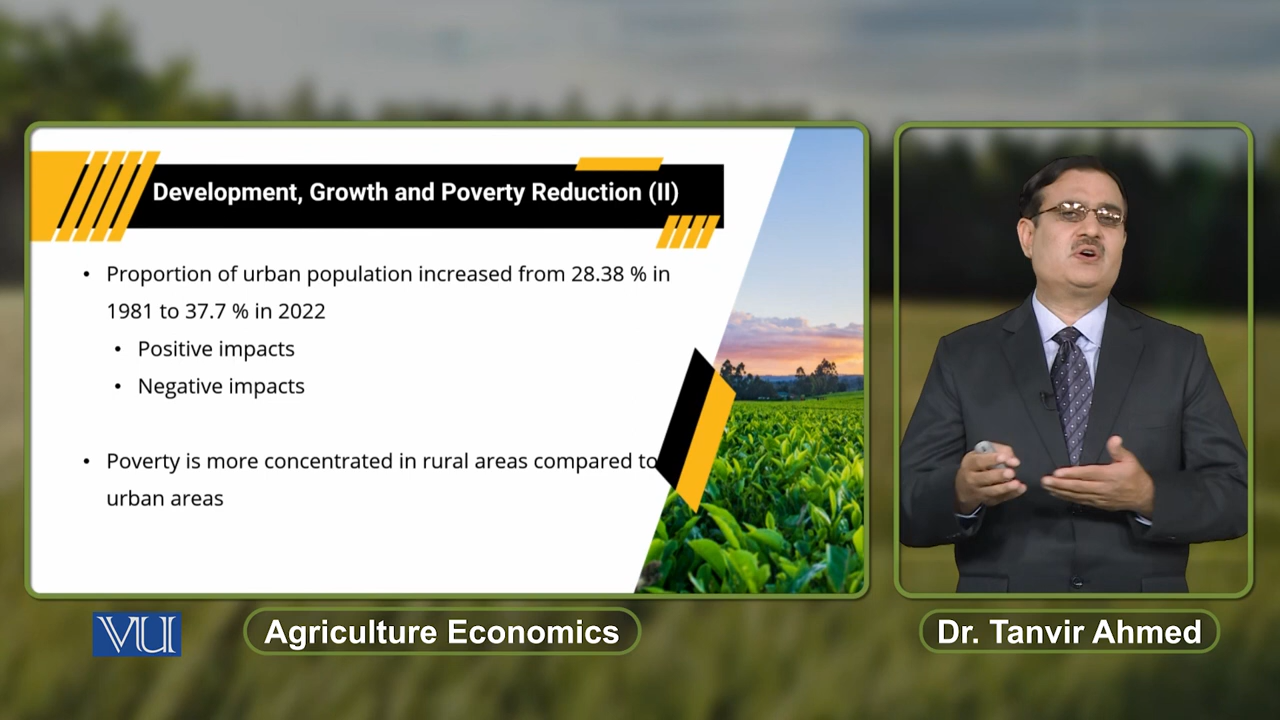 Development, Growth and Poverty Reduction (II)
• Proportion of urban population increased from 28.38 % in
1981 to 37.7 % in 2022
• Positive impacts
• Negative impacts
• Poverty is more concentrated in rural areas compared to
urban areas
VU
Agriculture Economics
Dr. Tanvir Ahmed